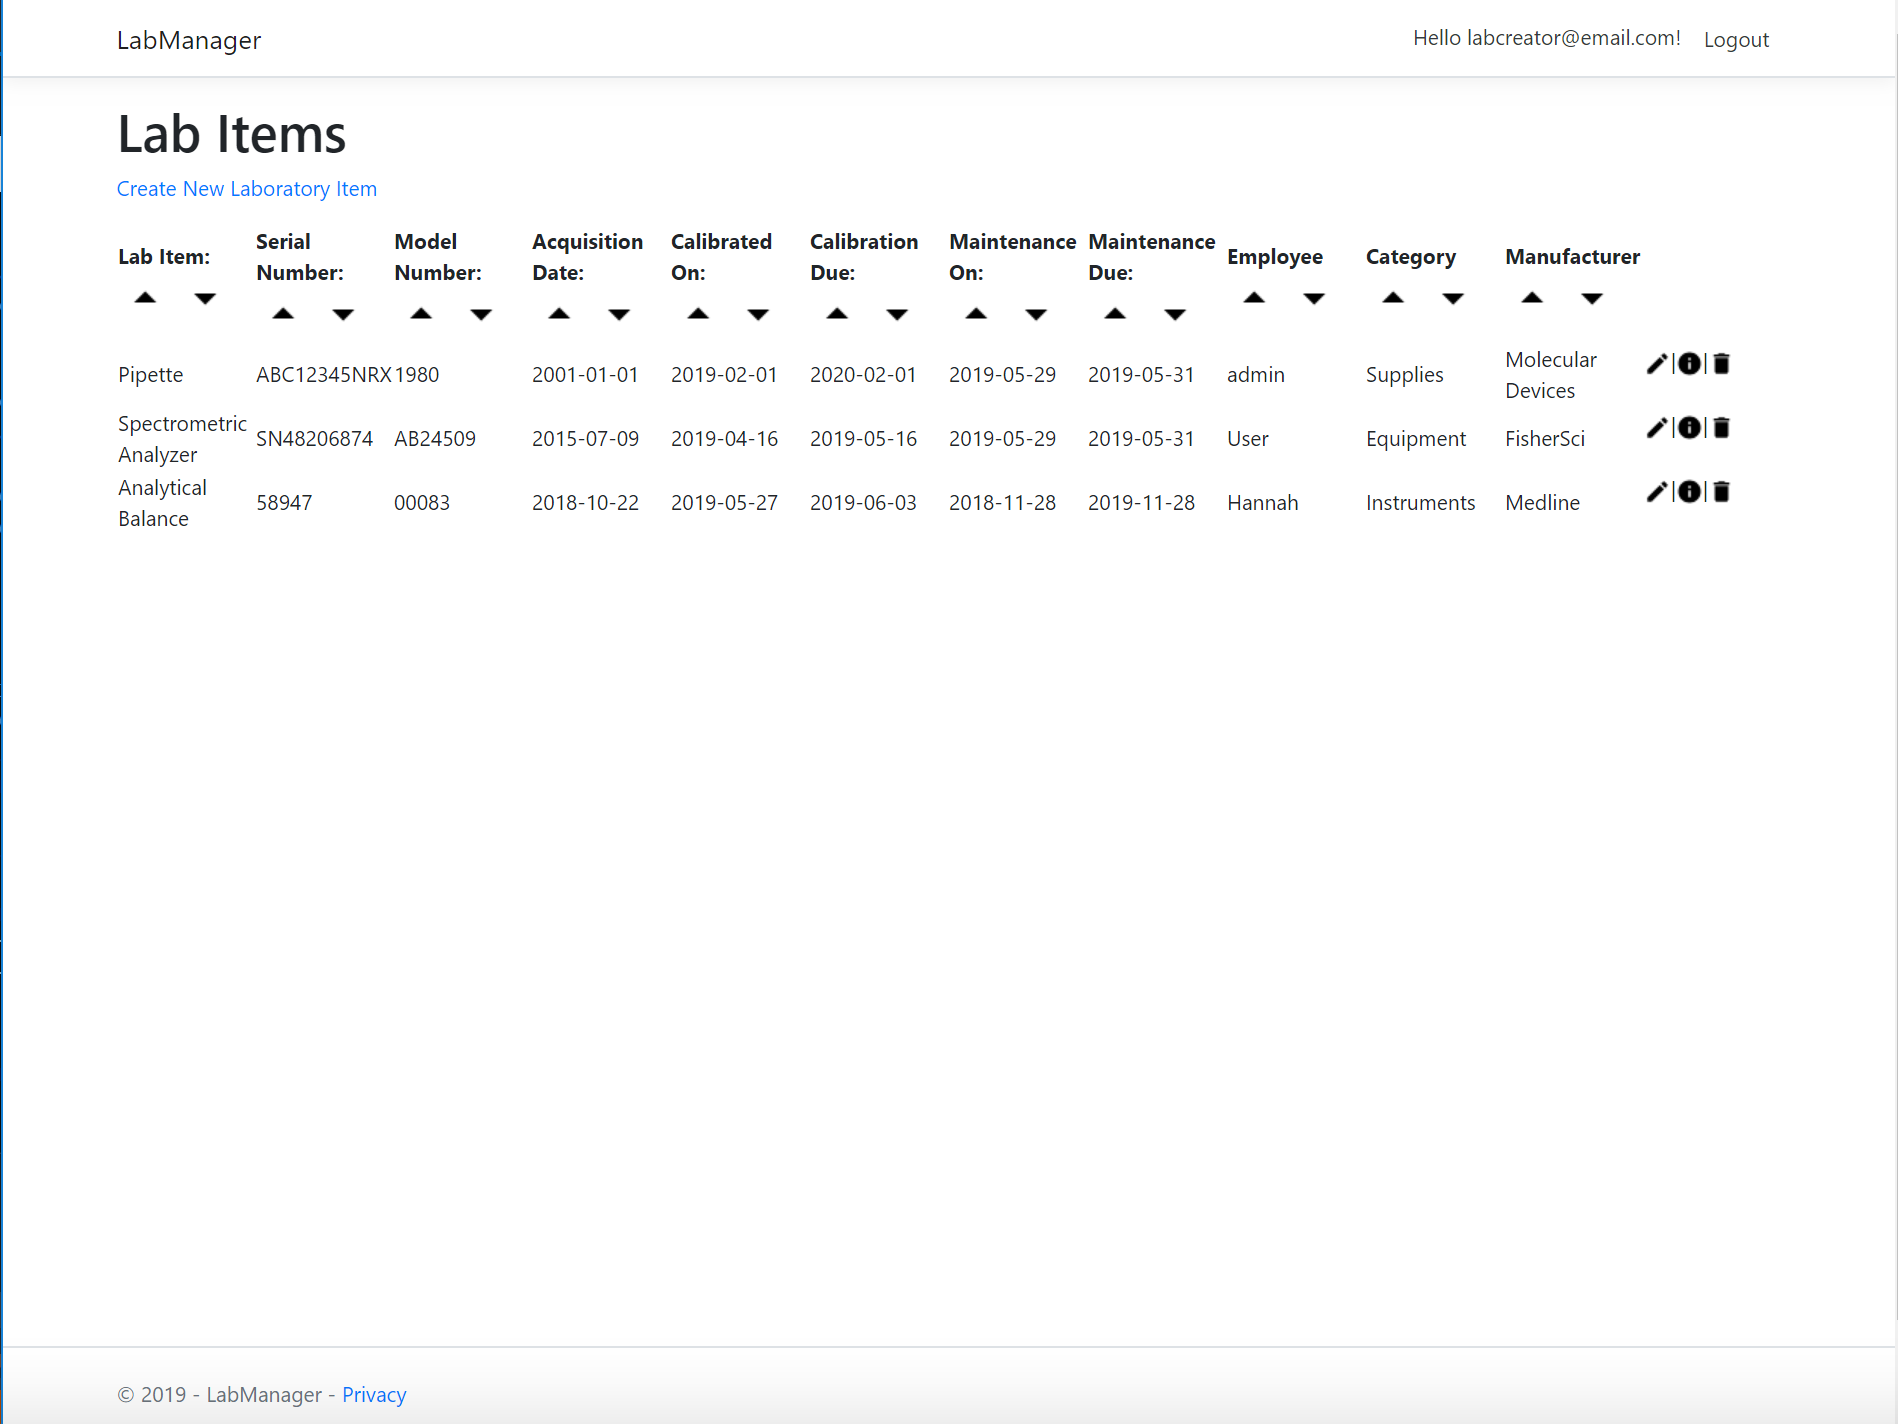 LabManager
Hello labcreator@email.com! Logout
Lab Items
Create New Laboratory Item
Lab Item: Serial Number: Model Number: Acquisition Date: Calibrated On: Calibration Due: Maintenance On: Maintenance Due: Employee Category Manufacturer
Pipette ABC12345NRX 1980 2001-01-01 2019-02-01 2020-02-01 2019-05-29 2019-05-31 admin Supplies Molecular Devices | |
Spectrometric Analyzer SN48206874 AB24509 2015-07-09 2019-04-16 2019-05-16 2019-05-29 2019-05-31 User Equipment FisherSci | |
Analytical Balance 58947 00083 2018-10-22 2019-05-27 2019-06-03 2018-11-28 2019-11-28 Hannah Instruments Medline | |
© 2019 - LabManager - Privacy